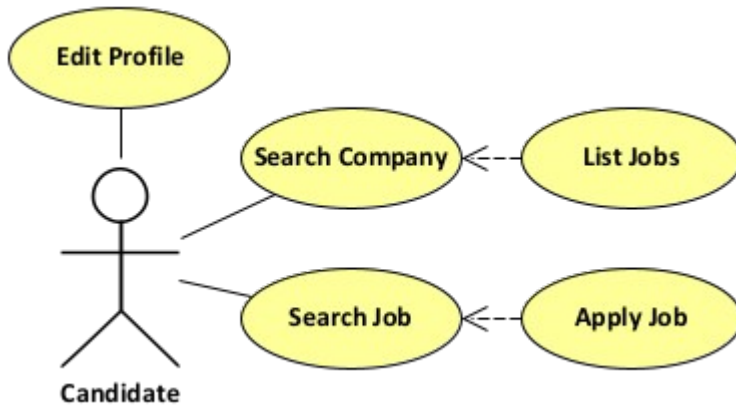 Edit Profile
Search Company
List Jobs
Search Job
Apply Job
Candidate